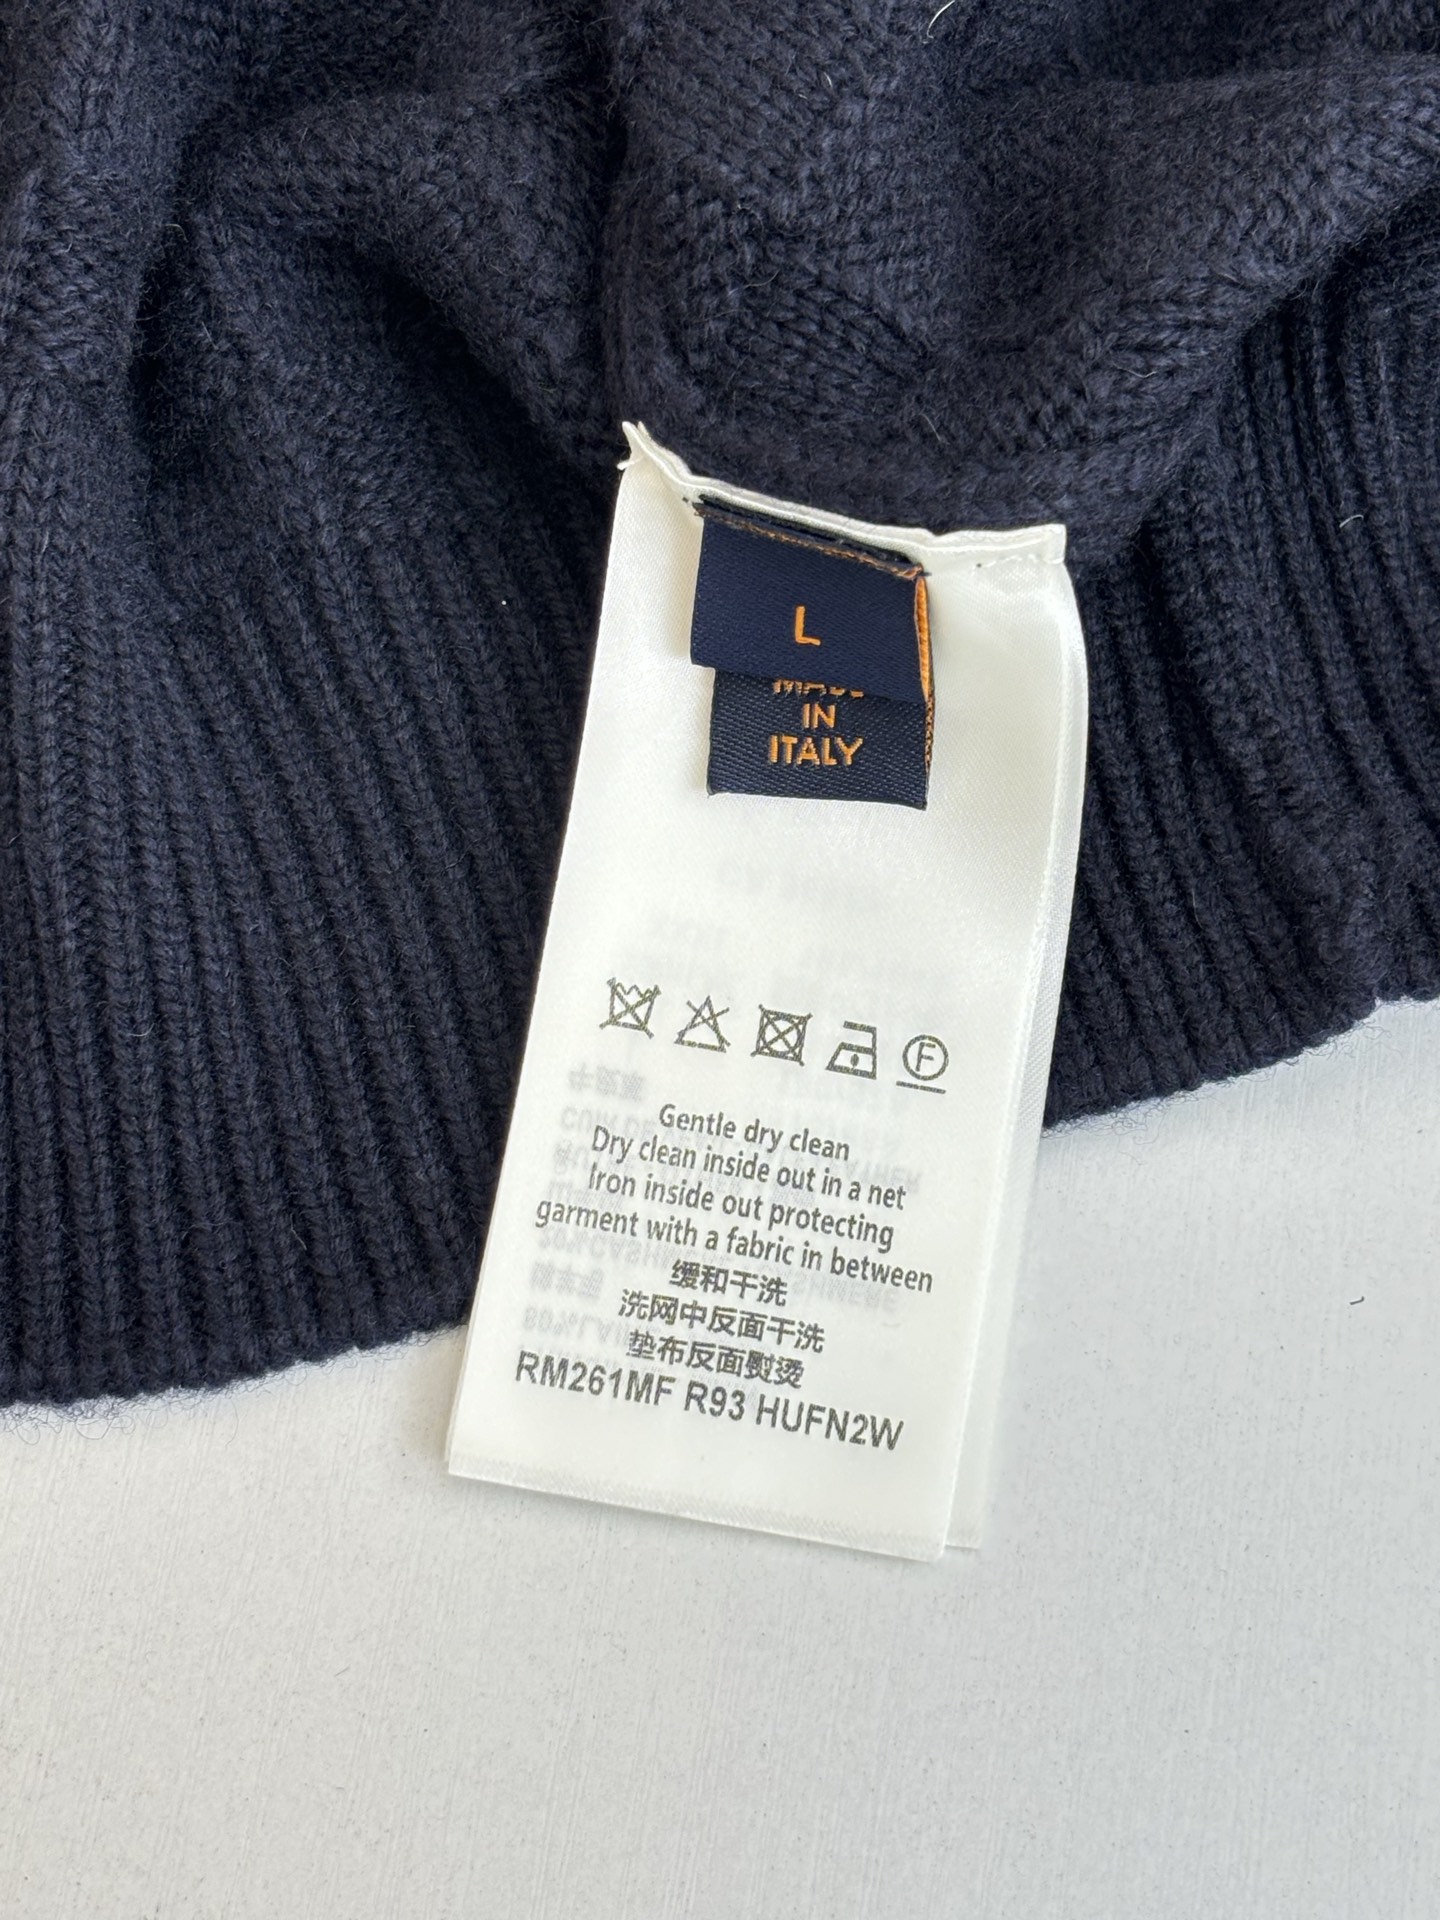 L
MADE
IN
ITALY
F
Gentle dry clean
Dry clean inside out in a net
Iron inside out protecting
garment with a fabric in between
缓和干洗
洗网中反面干洗
垫布反面熨烫
RM261MF R93 HUFN2W